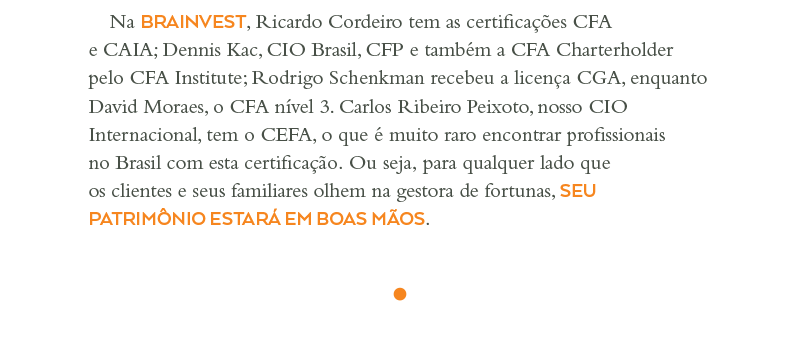 Na BRAINVEST, Ricardo Cordeiro tem as certificações CFA
e CAIA; Dennis Kac, CIO Brasil, CFP e também a CFA Charterholder
pelo CFA Institute; Rodrigo Schenkman recebeu a licença CGA, enquanto
David Moraes, o CFA nível 3. Carlos Ribeiro Peixoto, nosso CIO
Internacional, tem o CEFA, o que é muito raro encontrar profissionais
no Brasil com esta certificação. Ou seja, para qualquer lado que
os clientes e seus familiares olhem na gestora de fortunas, SEU
PATRIMÔNIO ESTARÁ EM BOAS MÃOS.